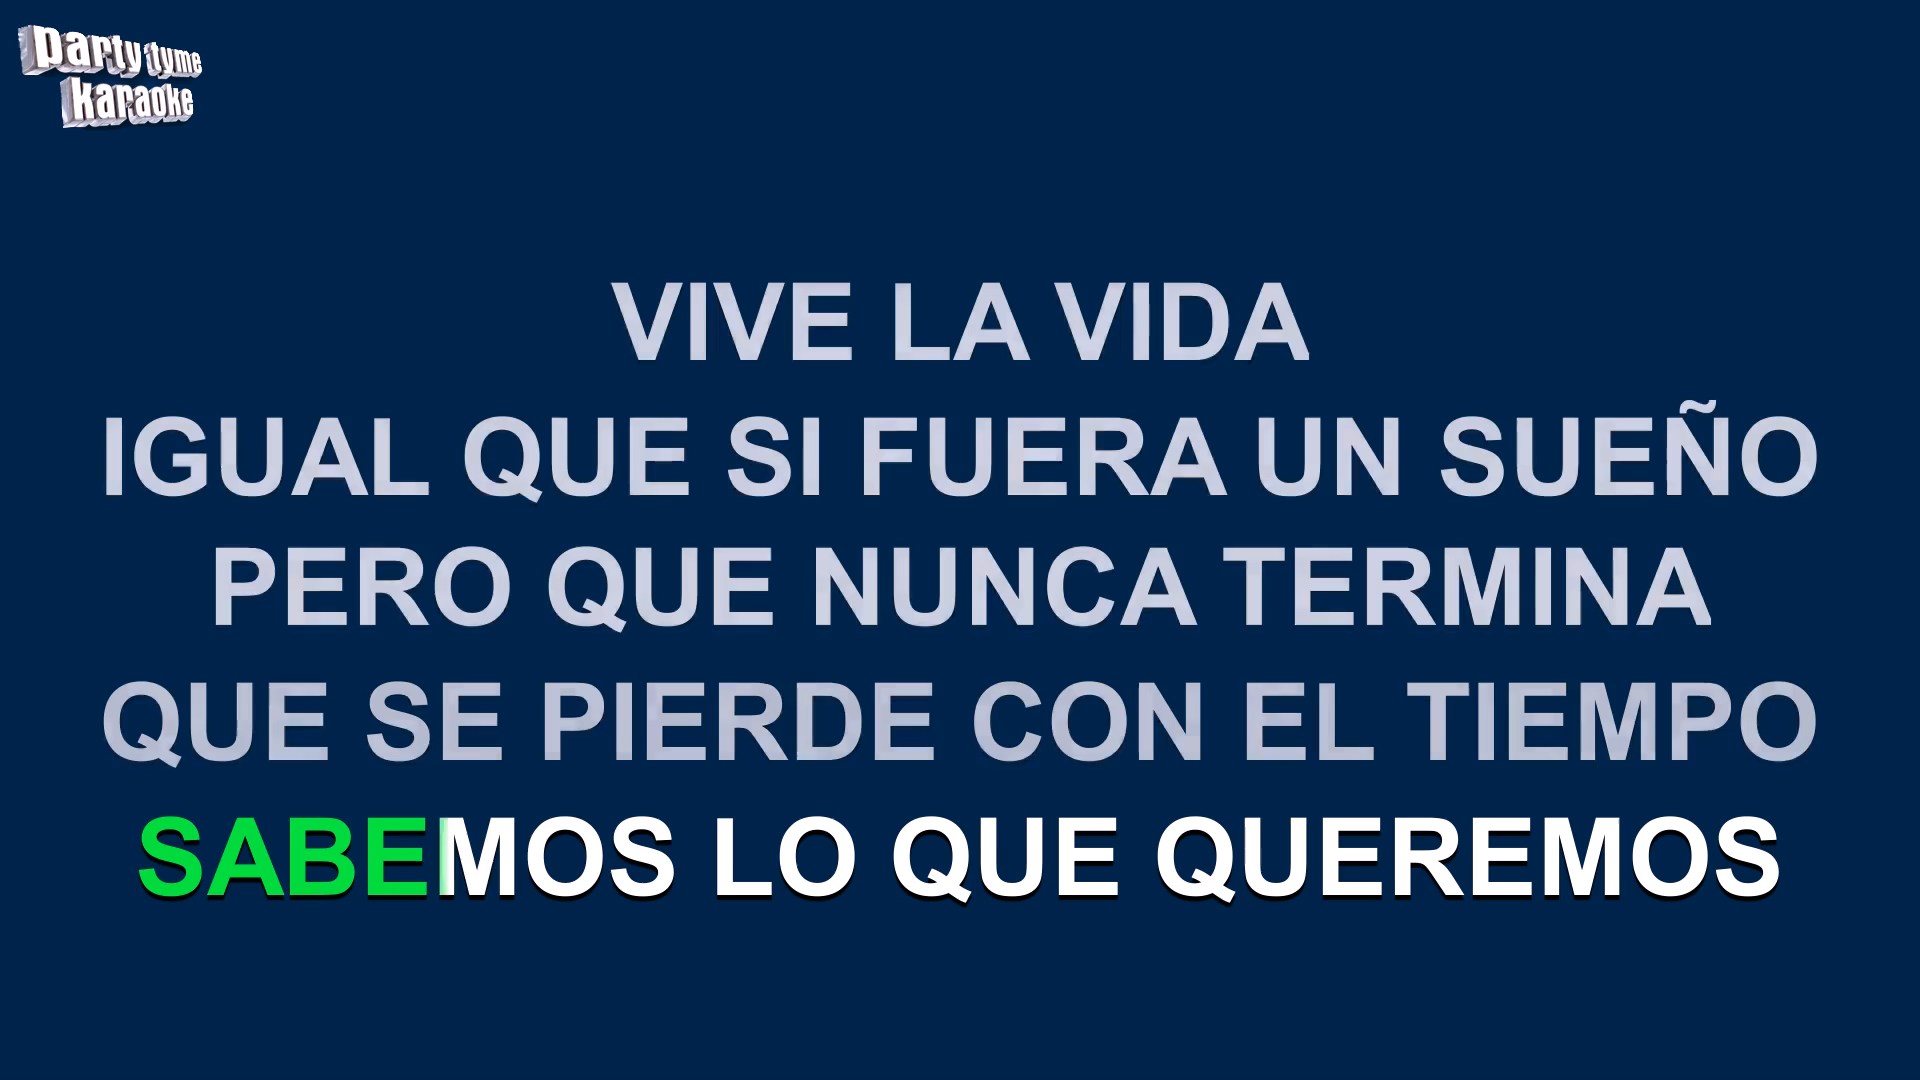 party tyme
karaoke
VIVE LA VIDA
IGUAL QUE SI FUERA UN SUEÑO
PERO QUE NUNCA TERMINA
QUE SE PIERDE CON EL TIEMPO
SABEMOS LO QUE QUEREMOS